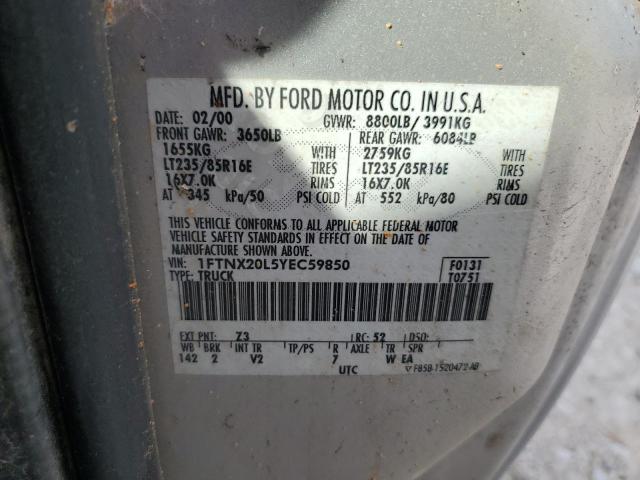 MFD. BY FORD MOTOR CO. IN U.S.A.
DATE: 02/00 GVWR: 8800LB/ 3991KG
FRONT GAWR: 3650LB REAR GAWR: 6084LB
1655KG WITH 2759KG WITH
LT235/85R16E TIRES LT235/85R16E TIRES
16X7.0K RIMS 16X7.0K RIMS
AT 345 kPa/50 PSI COLD AT 552 kPa/80 PSI COLD
THIS VEHICLE CONFORMS TO ALL APPLICABLE FEDERAL MOTOR
VEHICLE SAFETY STANDARDS IN EFFECT ON THE DATE OF
MANUFACTURE SHOWN ABOVE.
VIN: 1FTNX20L5YEC59850 F0131
TYPE: TRUCK T0751
EXT PNT: Z3 RC: 52 DSO:
WB BRK INT TR TP/PS R AXLE TR SPR
142 2 V2 7 W EA
UTC F85B-1520472-AB